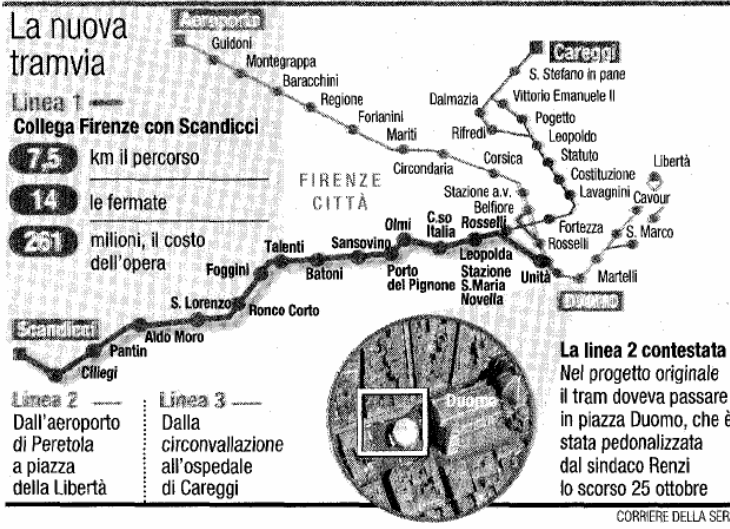 La nuova
tramvia
Linea 1
Collega Firenze con Scandicci
7,5 km il percorso
14 le fermate
261 milioni, il costo
dell'opera
Aeroporto
Guidoni
Montegrappa
Baracchini
Regione
Forlanini
Mariti
Circondaria
Corsica
Stazione a.v.
Belfiore
Careggi
S. Stefano in pane
Vittorio Emanuele II
Dalmazia
Rifredi
Pogetto
Leopoldo
Statuto
Costituzione
Lavagnini
Libertà
Cavour
S. Marco
Fortezza
Rosselli
Martelli
Duomo
Unità
FIRENZE
CITTÀ
Rosselli
Leopolda
Stazione
S.Maria
Novella
C.so
Italia
Olmi
Porto
del Pignone
Sansovino
Batoni
Talenti
Foggini
Ronco Corto
S. Lorenzo
Aldo Moro
Pantin
Ciliegi
Scandicci
Linea 2
Dall'aeroporto
di Peretola
a piazza
della Libertà
Linea 3
Dalla
circonvallazione
all'ospedale
di Careggi
Duomo
La linea 2 contestata
Nel progetto originale
il tram doveva passare
in piazza Duomo, che è
stata pedonalizzata
dal sindaco Renzi
lo scorso 25 ottobre
CORRIERE DELLA SER